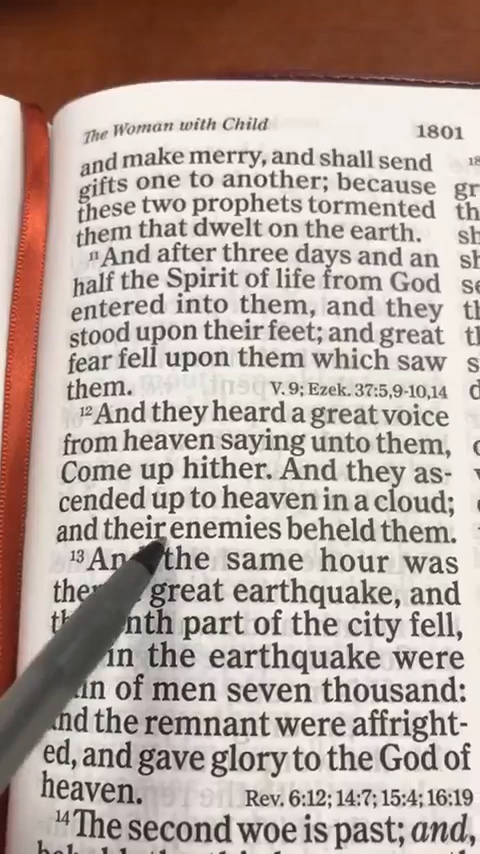 The Woman with Child 1801
and make merry, and shall send
gifts one to another; because
these two prophets tormented
them that dwelt on the earth.
11 And after three days and an
half the Spirit of life from God
entered into them, and they
stood upon their feet; and great
fear fell upon them which saw
them. V. 9; Ezek. 37:5,9-10,14
12 And they heard a great voice
from heaven saying unto them,
Come up hither. And they as-
cended up to heaven in a cloud;
and their enemies beheld them.
13 the same hour was
great earthquake, and
part of the city fell,
in the earthquake were
of men seven thousand:
and the remnant were affright-
ed, and gave glory to the God of
heaven. Rev. 6:12; 14:7; 15:4; 16:19
14 The second woe is past; and,